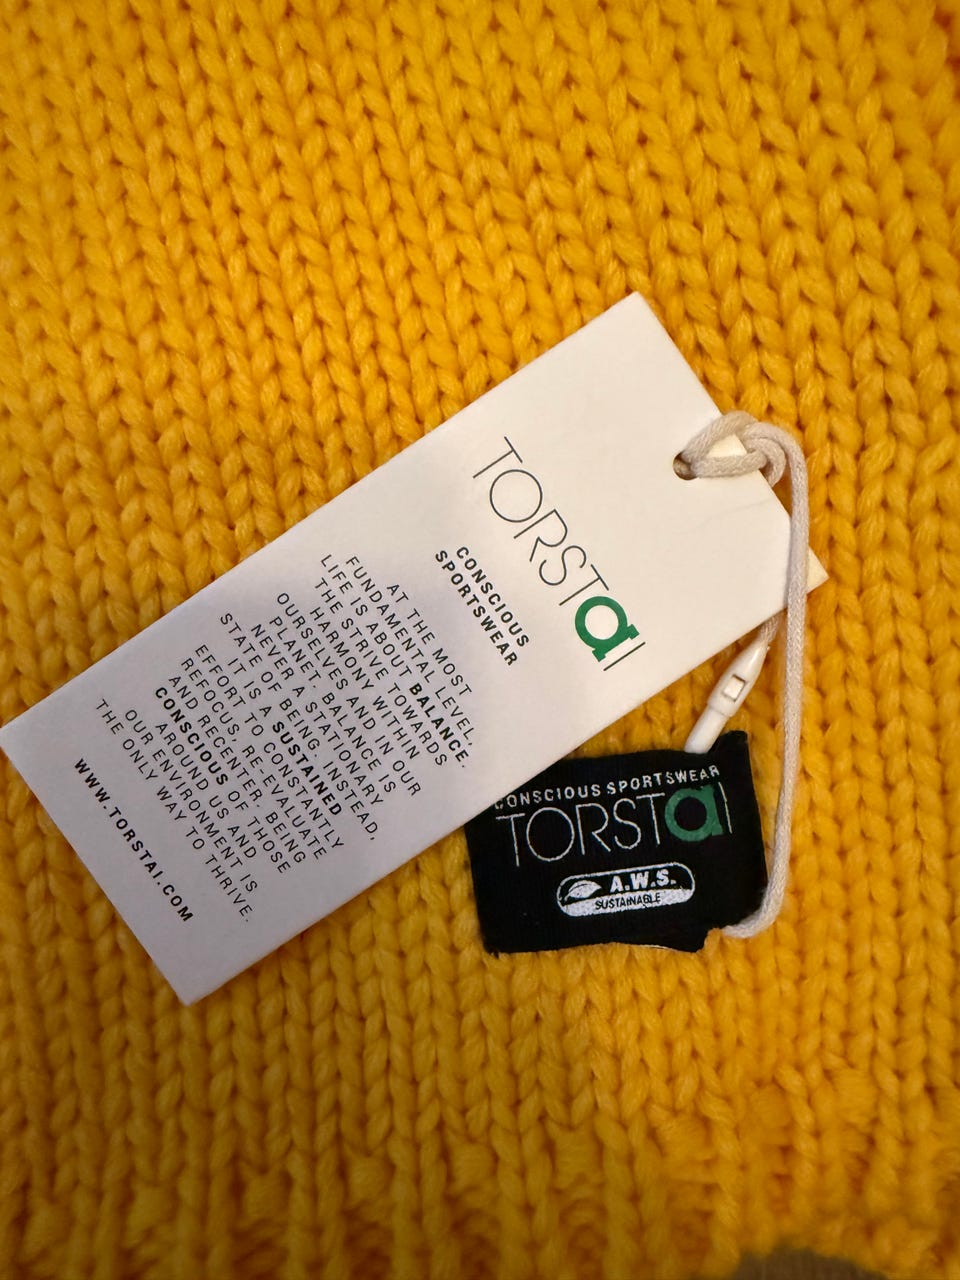 TORSTaI
CONSCIOUS
SPORTSWEAR
AT THE MOST
FUNDAMENTAL LEVEL,
LIFE IS ABOUT BALANCE.
THE STRIVE TOWARDS
HARMONY WITHIN
OURSELVES AND IN OUR
PLANET. BALANCE IS
NEVER A STATIONARY
STATE OF BEING. INSTEAD,
IT IS A SUSTAINED
EFFORT TO CONSTANTLY
REFOCUS, RE-EVALUATE
AND RECENTER. BEING
CONSCIOUS OF THOSE
AROUND US AND
OUR ENVIRONMENT IS
THE ONLY WAY TO THRIVE.
WWW.TORSTAI.COM
CONSCIOUS SPORTSWEAR
TORSTaI
A.W.S.
SUSTAINABLE